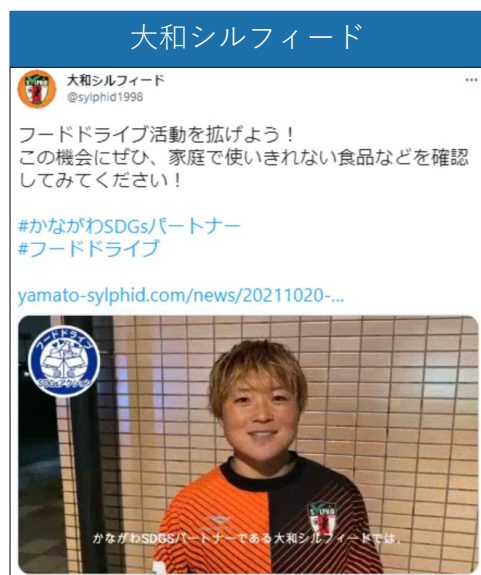 大和シルフィード
大和シルフィード
@sylphid1998
フードドライブ活動を拡げよう！
この機会にぜひ、家庭で使いきれない食品などを確認
してみてください！
#かながわSDGsパートナー
#フードドライブ
yamato-sylphid.com/news/20211020-...
フードドライブ
SDGsアクション
かながわSDGSパートナーである大和シルフィードでは、